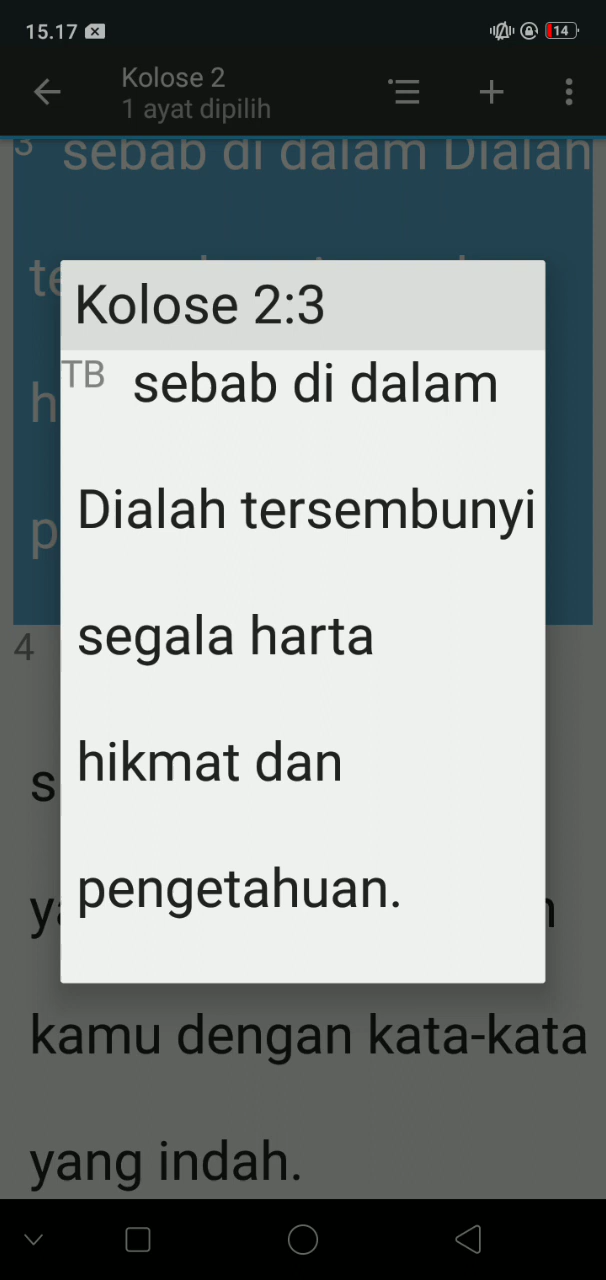 15.17
14
Kolose 2
1 ayat dipilih
3 sebab di dalam Dialah
Kolose 2:3
TB sebab di dalam
Dialah tersembunyi
segala harta
hikmat dan
pengetahuan.
4
kamu dengan kata-kata
yang indah.